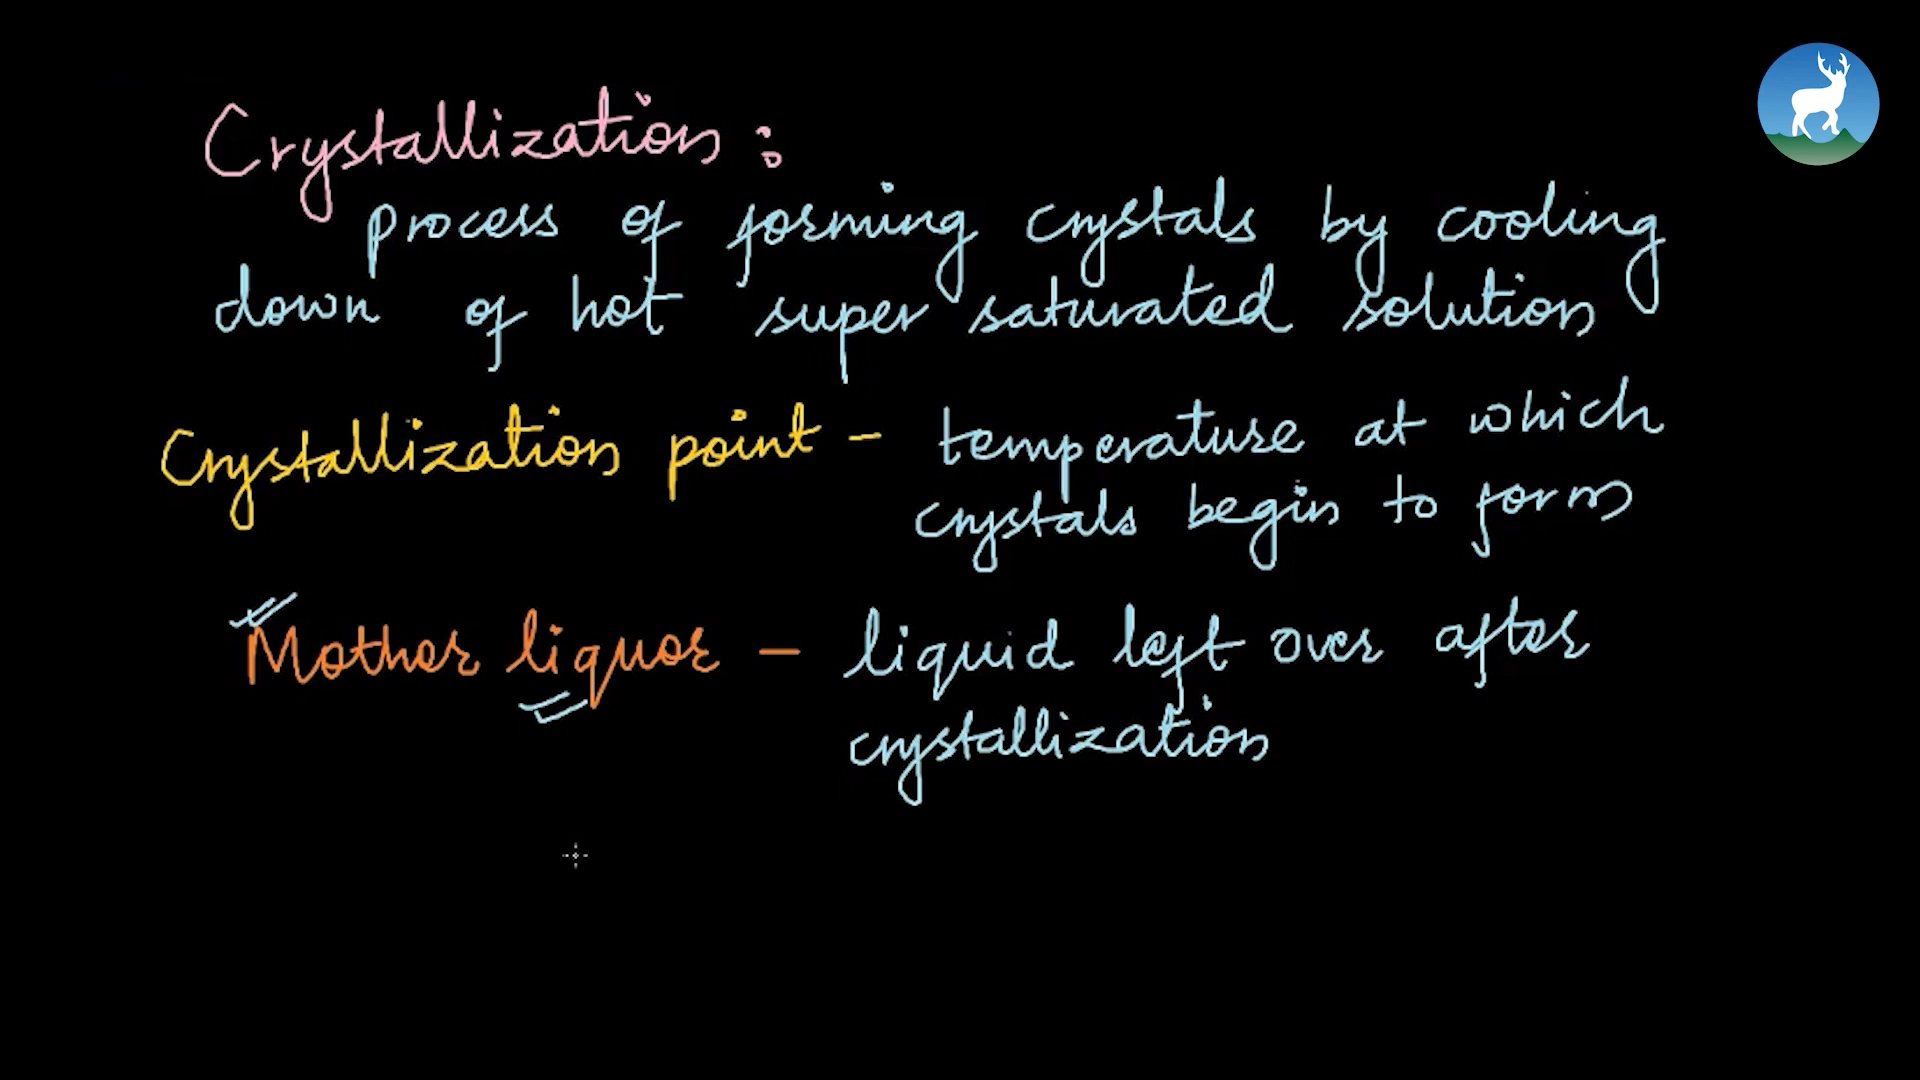 Crystallization :
process of forming crystals by cooling
down of hot super saturated solution
Crystallization point - temperature at which
crystals begin to form
Mother liquor - liquid left over after
crystallization